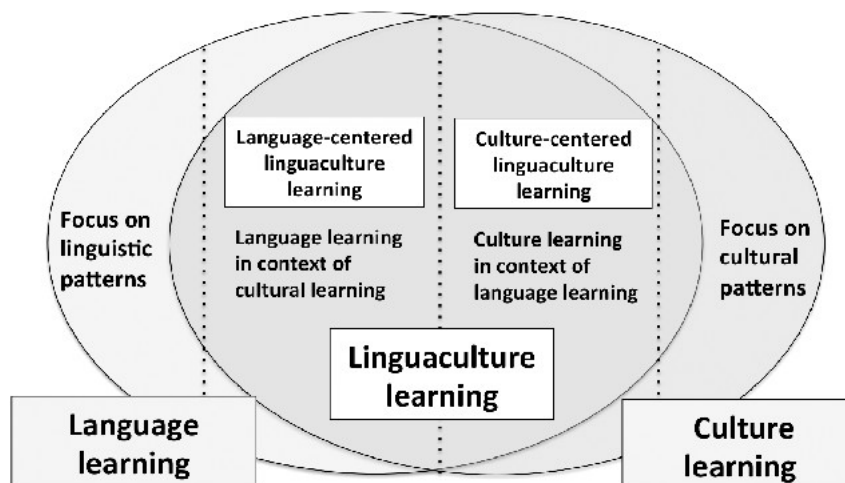 Language-centered
linguaculture
learning
Culture-centered
linguaculture
learning
Focus on
linguistic
patterns
Language learning
in context of
cultural learning
Culture learning
in context of
language learning
Focus on
cultural
patterns
Linguaculture
learning
Language
learning
Culture
learning